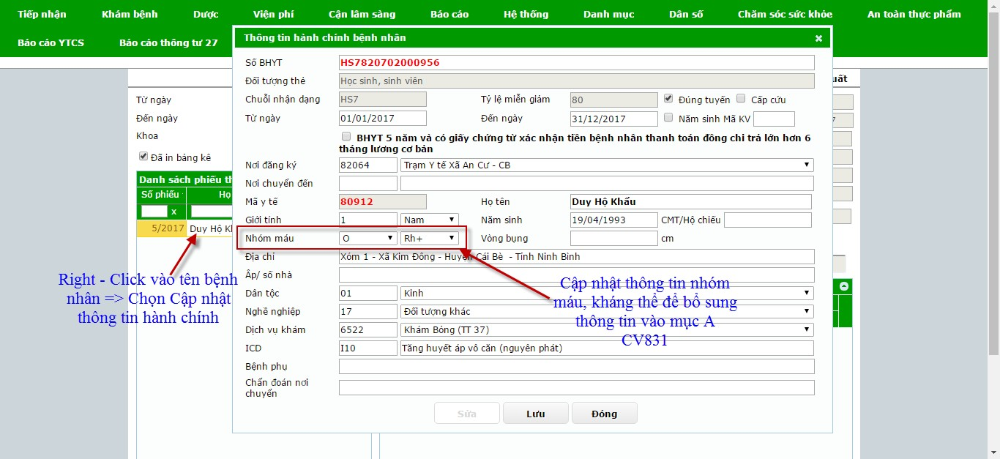 Tiếp nhận Khám bệnh Dược Viện phí Cận lâm sàng Báo cáo Hệ thống Danh mục Dân số Chăm sóc sức khỏe An toàn thực phẩm
Báo cáo YTCS Báo cáo thông tư 27
Thông tin hành chính bệnh nhân
Từ ngày
Đến ngày
Khoa
Đã in bảng kê
Danh sách phiếu th
Số phiếu Họ
x
5/2017 Duy Hộ Kh
Right - Click vào tên bệnh
nhân => Chọn Cập nhật
thông tin hành chính
Số BHYT HS7820702000956
Đối tượng thẻ Học sinh, sinh viên
Chuỗi nhận dạng HS7 Tỷ lệ miễn giảm 80 Đúng tuyến Cấp cứu
Từ ngày 01/01/2017 Đến ngày 31/12/2017 Năm sinh Mã KV
BHYT 5 năm và có giấy chứng từ xác nhận tiền bệnh nhân thanh toán đồng chi trả lớn hơn 6
tháng lương cơ bản
Nơi đăng ký 82064 Trạm Y tế Xã An Cư - CB
Nơi chuyển đến
Mã y tế 80912 Họ tên Duy Hộ Khẩu
Giới tính 1 Nam Năm sinh 19/04/1993 CMT/Hộ chiếu
Nhóm máu O Rh+ Vòng bụng cm
Địa chỉ Xóm 1 - Xã Kim Đông - Huyện Cái Bè - Tỉnh Ninh Bình
Ấp/ số nhà
Dân tộc 01 Kinh
Nghề nghiệp 17 Đối tượng khác
Dịch vụ khám 6522 Khám Bỏng (TT 37)
ICD I10 Tăng huyết áp vô căn (nguyên phát)
Bệnh phụ
Chẩn đoán nơi
chuyển
Sửa Lưu Đóng
Cập nhật thông tin nhóm
máu, kháng thể để bổ sung
thông tin vào mục A
CV831
uất
7